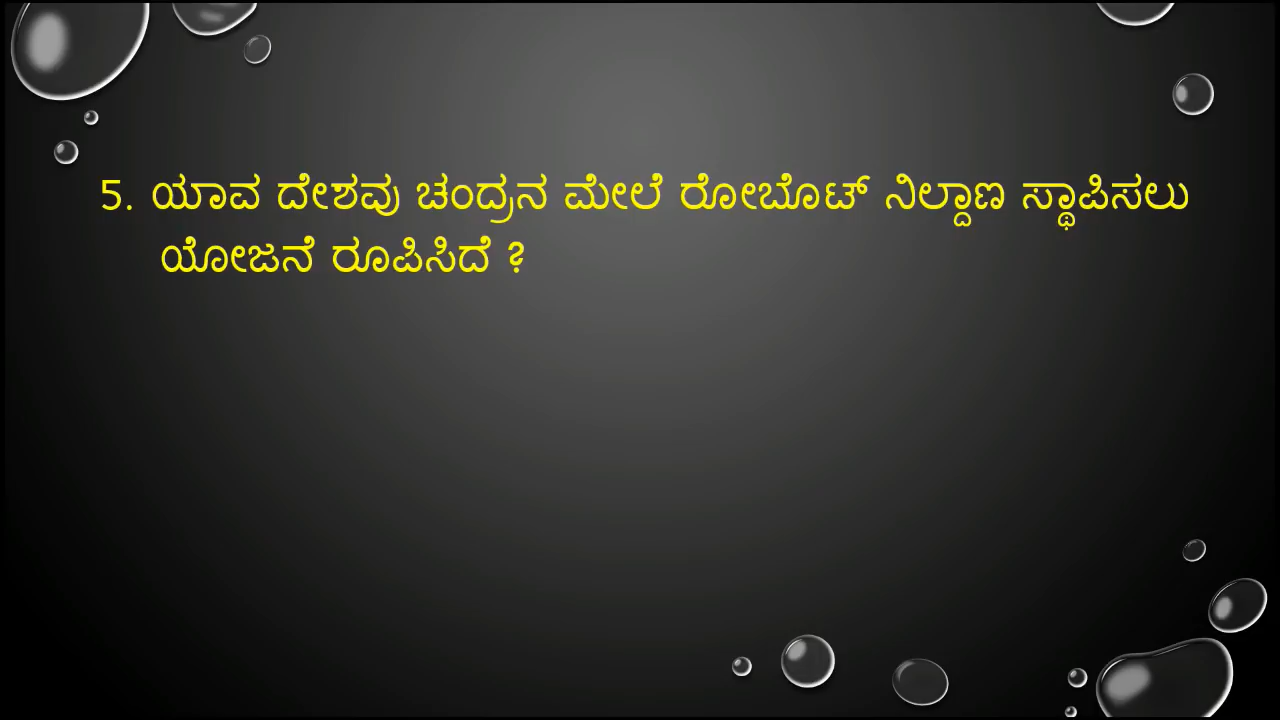 5. ಯಾವ ದೇಶವು ಚಂದ್ರನ ಮೇಲೆ ರೋಬೊಟ್ ನಿಲ್ದಾಣ ಸ್ಥಾಪಿಸಲು
ಯೋಜನೆ ರೂಪಿಸಿದೆ ?